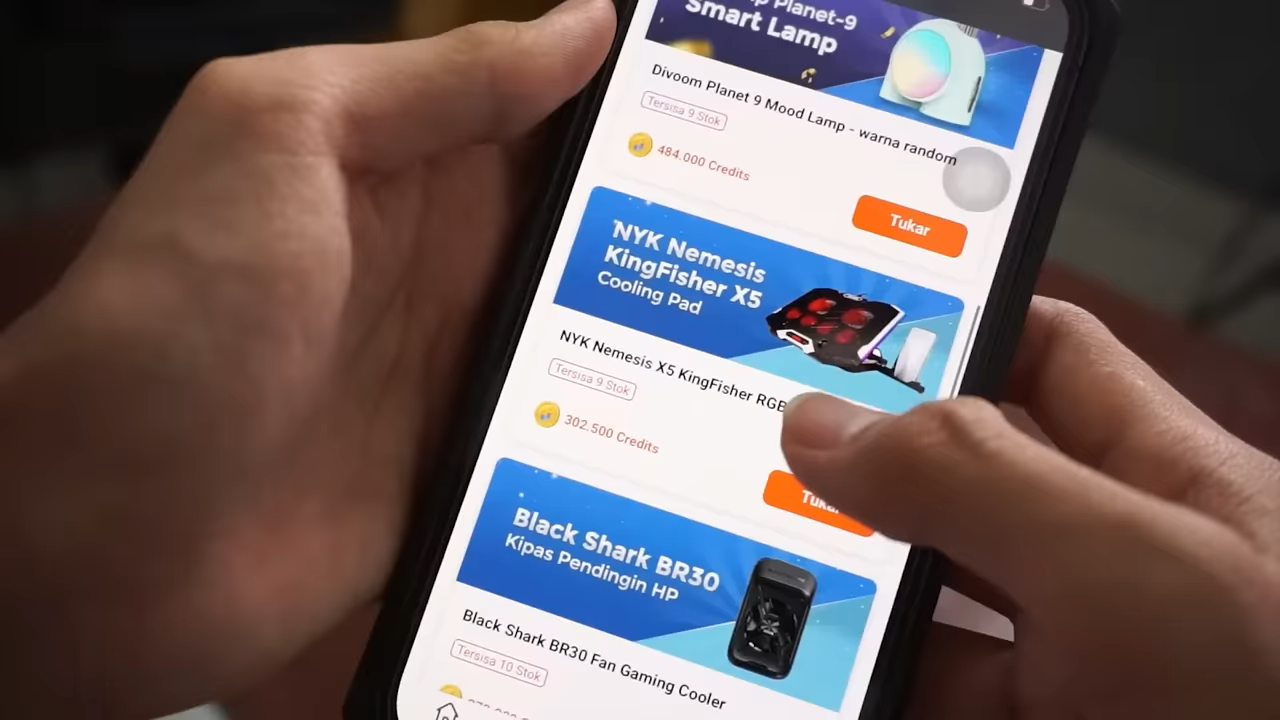 Planet-9
Smart Lamp
Divoom Planet 9 Mood Lamp - warna random
Tersisa 9 Stok
484.000 Credits
Tukar
NYK Nemesis
KingFisher X5
Cooling Pad
NYK Nemesis X5 KingFisher RGB
Tersisa 9 Stok
302.500 Credits
Black Shark BR30
Kipas Pendingin HP
Black Shark BR30 Fan Gaming Cooler
Tersisa 10 Stok